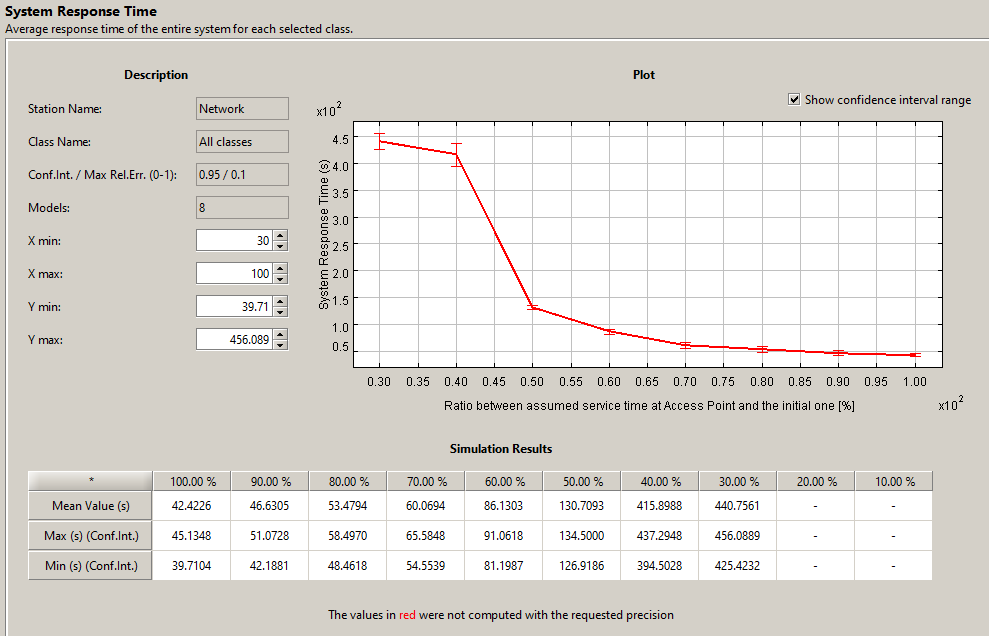 System Response Time
Average response time of the entire system for each selected class.
Description
Station Name: Network
Class Name: All classes
Conf.Int. / Max Rel.Err. (0-1): 0.95 / 0.1
Models: 8
X min: 30
X max: 100
Y min: 39.71
Y max: 456.089
Plot
Show confidence interval range
x10²
System Response Time (s)
4.5
4.0
3.5
3.0
2.5
2.0
1.5
1.0
0.5
0.30 0.35 0.40 0.45 0.50 0.55 0.60 0.65 0.70 0.75 0.80 0.85 0.90 0.95 1.00
Ratio between assumed service time at Access Point and the initial one [%] x10²
Simulation Results
* 100.00 % 90.00 % 80.00 % 70.00 % 60.00 % 50.00 % 40.00 % 30.00 % 20.00 % 10.00 %
Mean Value (s) 42.4226 46.6305 53.4794 60.0694 86.1303 130.7093 415.8988 440.7561 - -
Max (s) (Conf.Int.) 45.1348 51.0728 58.4970 65.5848 91.0618 134.5000 437.2948 456.0889 - -
Min (s) (Conf.Int.) 39.7104 42.1881 48.4618 54.5539 81.1987 126.9186 394.5028 425.4232 - -
The values in red were not computed with the requested precision